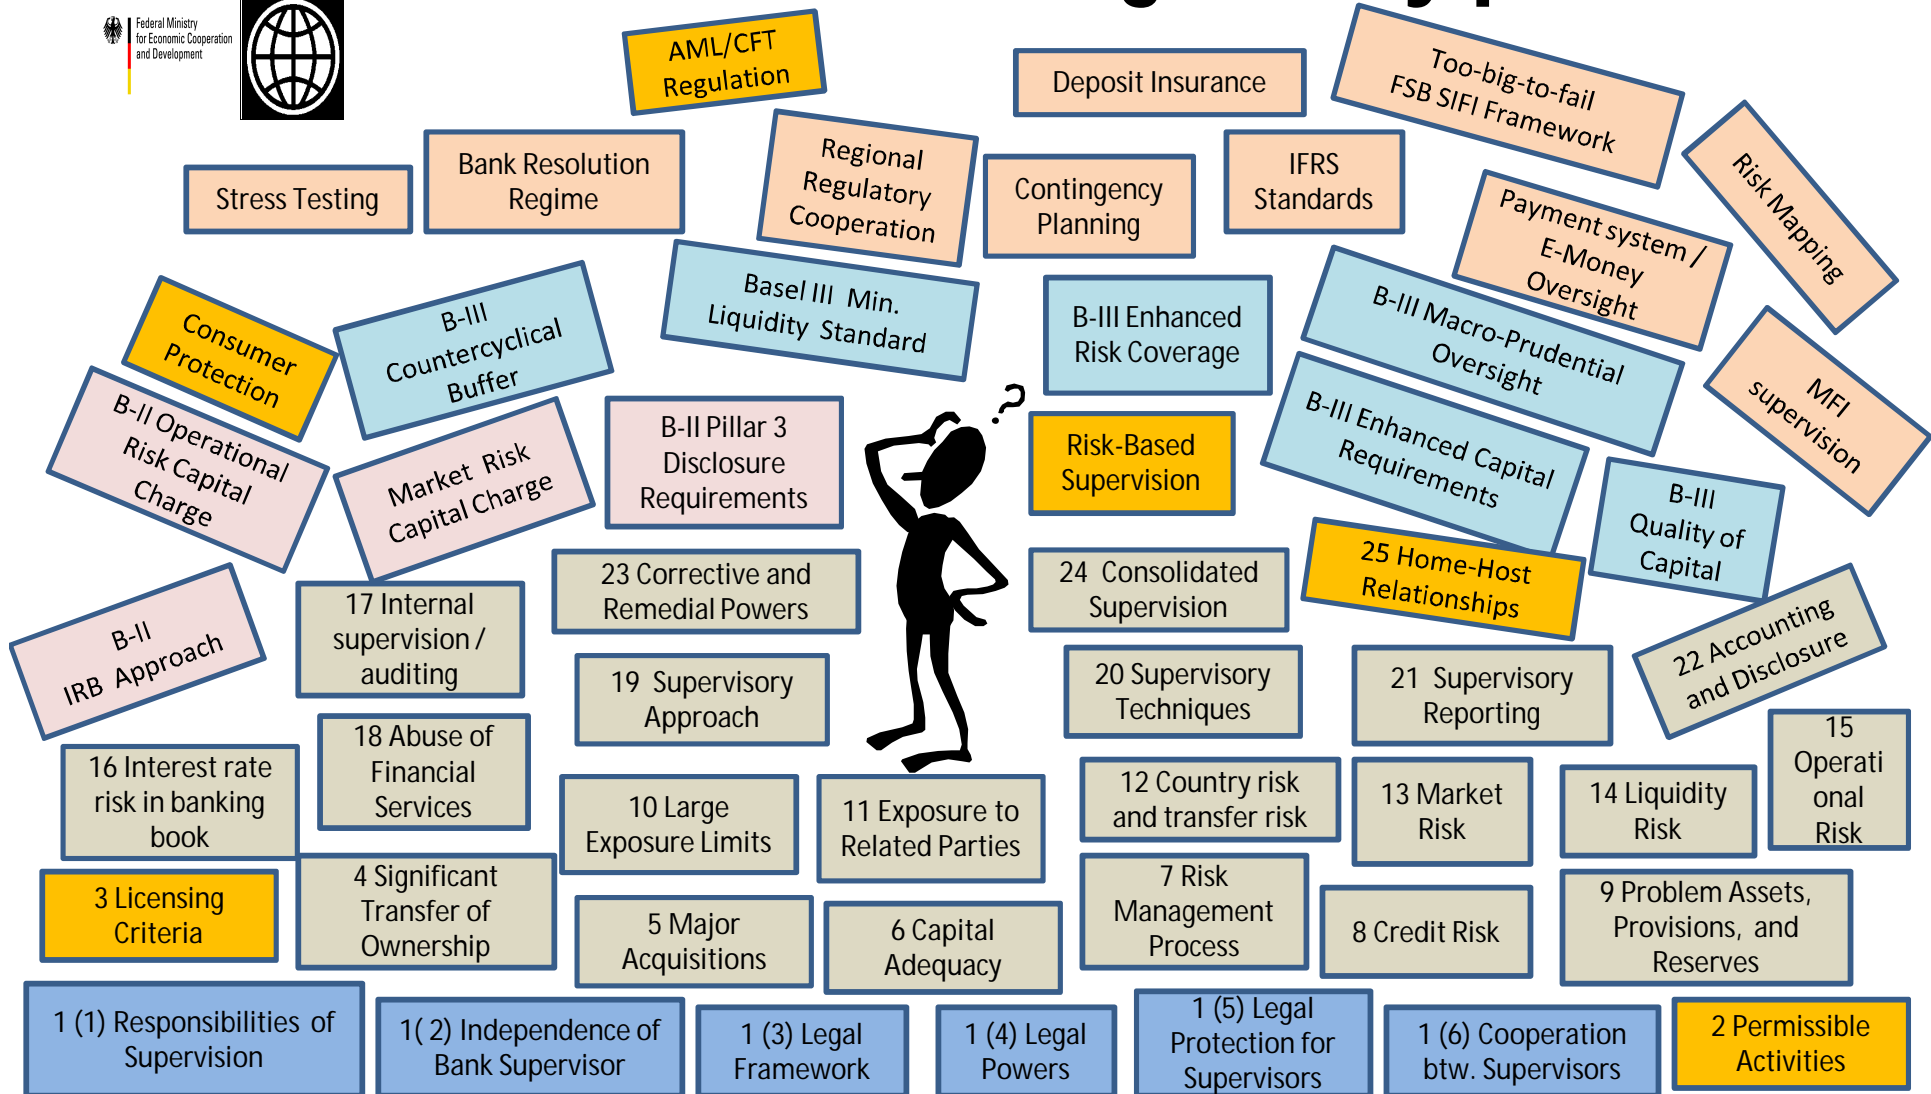 Federal Ministry
for Economic Cooperation
and Development
AML/CFT
Regulation
Deposit Insurance
Too-big-to-fail
FSB SIFI Framework
Risk Mapping
Stress Testing
Bank Resolution
Regime
Regional
Regulatory
Cooperation
Contingency
Planning
IFRS
Standards
Payment system /
E-Money
Oversight
Consumer
Protection
B-III
Countercyclical
Buffer
Basel III Min.
Liquidity Standard
B-III Enhanced
Risk Coverage
B-III Macro-Prudential
Oversight
MFI
supervision
B-II Operational
Risk Capital
Charge
Market Risk
Capital Charge
B-II Pillar 3
Disclosure
Requirements
?
Risk-Based
Supervision
B-III Enhanced Capital
Requirements
B-III
Quality of
Capital
B-II
IRB Approach
17 Internal
supervision /
auditing
23 Corrective and
Remedial Powers
24 Consolidated
Supervision
25 Home-Host
Relationships
22 Accounting
and Disclosure
19 Supervisory
Approach
20 Supervisory
Techniques
21 Supervisory
Reporting
16 Interest rate
risk in banking
book
18 Abuse of
Financial
Services
10 Large
Exposure Limits
11 Exposure to
Related Parties
12 Country risk
and transfer risk
13 Market
Risk
14 Liquidity
Risk
15
Operati
onal
Risk
3 Licensing
Criteria
4 Significant
Transfer of
Ownership
5 Major
Acquisitions
6 Capital
Adequacy
7 Risk
Management
Process
8 Credit Risk
9 Problem Assets,
Provisions, and
Reserves
1 (1) Responsibilities of
Supervision
1( 2) Independence of
Bank Supervisor
1 (3) Legal
Framework
1 (4) Legal
Powers
1 (5) Legal
Protection for
Supervisors
1 (6) Cooperation
btw. Supervisors
2 Permissible
Activities